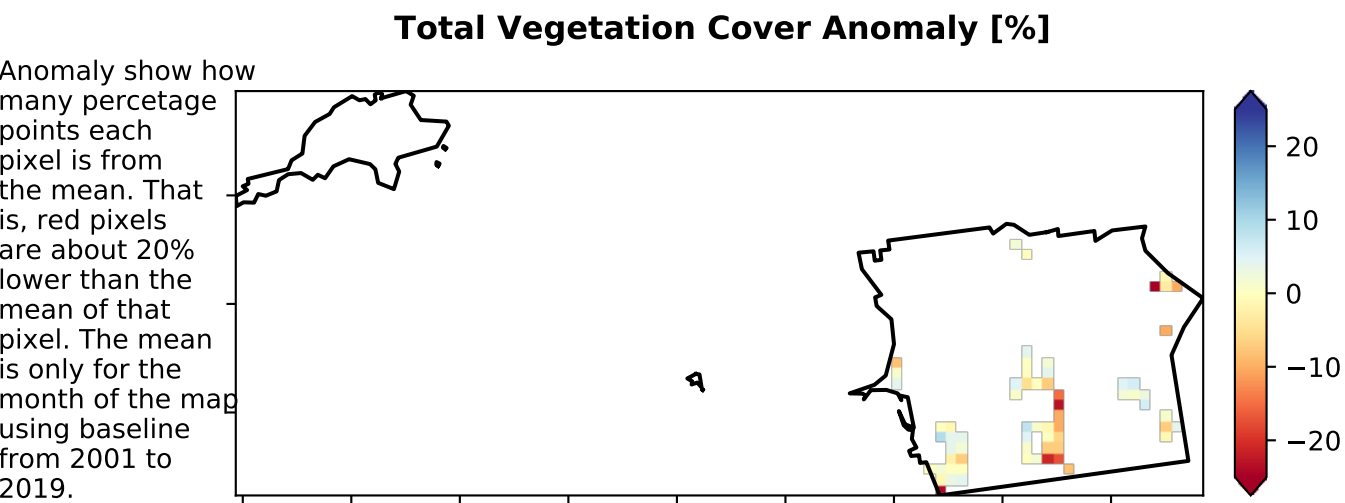 Total Vegetation Cover Anomaly [%]
Anomaly show how
many percetage
points each
pixel is from
the mean. That
is, red pixels
are about 20%
lower than the
mean of that
pixel. The mean
is only for the
month of the map
using baseline
from 2001 to
2019.
20
10
0
−10
−20